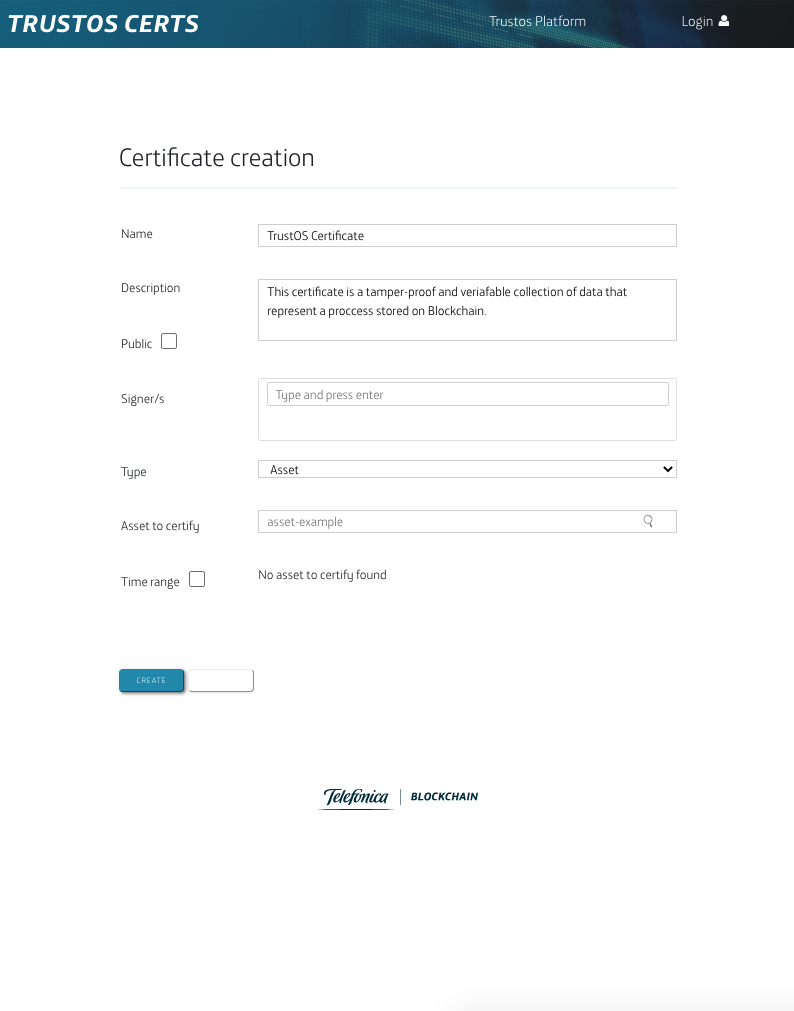 TRUSTOS CERTS
Trustos Platform
Login
Certificate creation
Name
TrustOS Certificate
Description
This certificate is a tamper-proof and veriafable collection of data that
represent a proccess stored on Blockchain.
Public
Signer/s
Type and press enter
Type
Asset
Asset to certify
asset-example
Time range
No asset to certify found
CREATE
Telefónica
BLOCKCHAIN